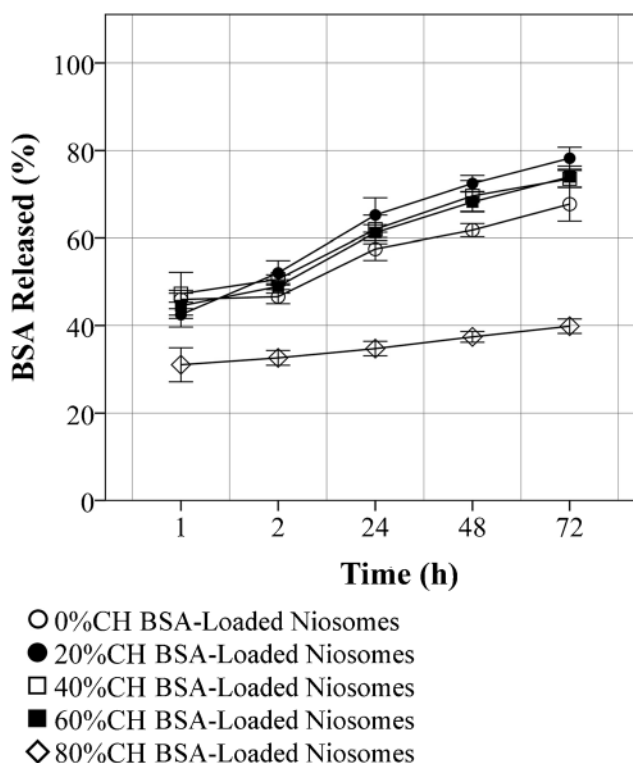 100
80
60
40
20
0
BSA Released (%)
1 2 24 48 72
Time (h)
0%CH BSA-Loaded Niosomes
20%CH BSA-Loaded Niosomes
40%CH BSA-Loaded Niosomes
60%CH BSA-Loaded Niosomes
80%CH BSA-Loaded Niosomes